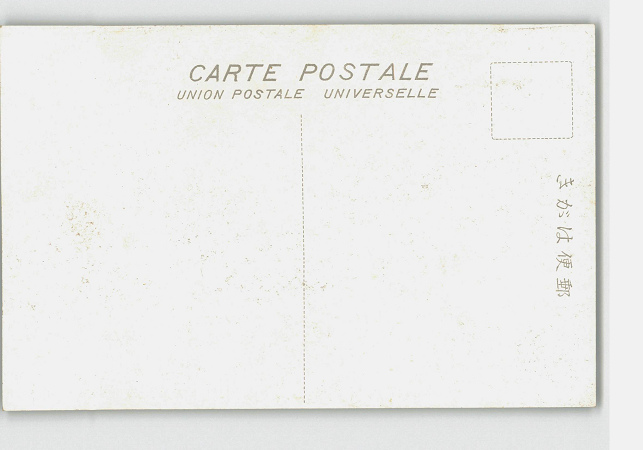 CARTE POSTALE
UNION POSTALE UNIVERSELLE
きがは便郵